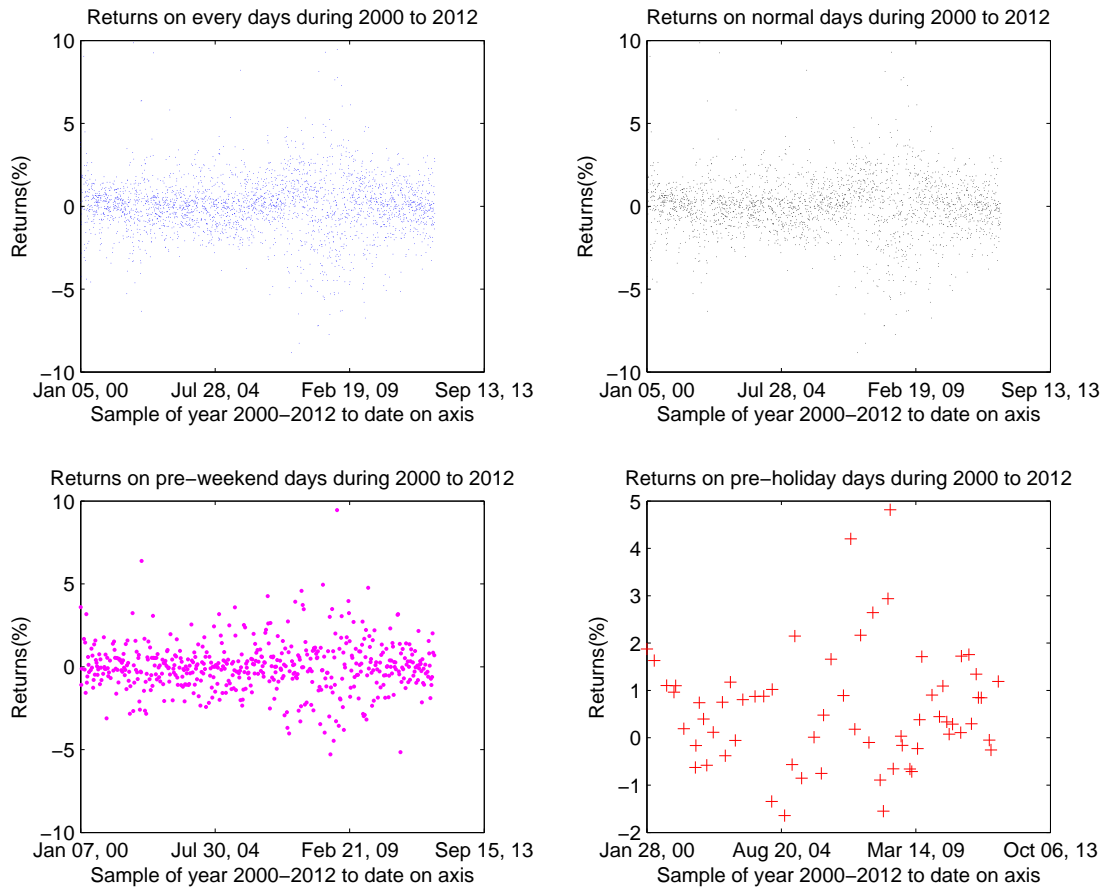 Returns on every days during 2000 to 2012
10
5
0
−5
−10
Returns(%)
Jan 05, 00
Jul 28, 04
Feb 19, 09
Sep 13, 13
Sample of year 2000−2012 to date on axis
Returns on normal days during 2000 to 2012
10
5
0
−5
−10
Returns(%)
Jan 05, 00
Jul 28, 04
Feb 19, 09
Sep 13, 13
Sample of year 2000−2012 to date on axis
Returns on pre−weekend days during 2000 to 2012
10
5
0
−5
−10
Returns(%)
Jan 07, 00
Jul 30, 04
Feb 21, 09
Sep 15, 13
Sample of year 2000−2012 to date on axis
Returns on pre−holiday days during 2000 to 2012
5
4
3
2
1
0
−1
−2
Returns(%)
Jan 28, 00
Aug 20, 04
Mar 14, 09
Oct 06, 13
Sample of year 2000−2012 to date on axis